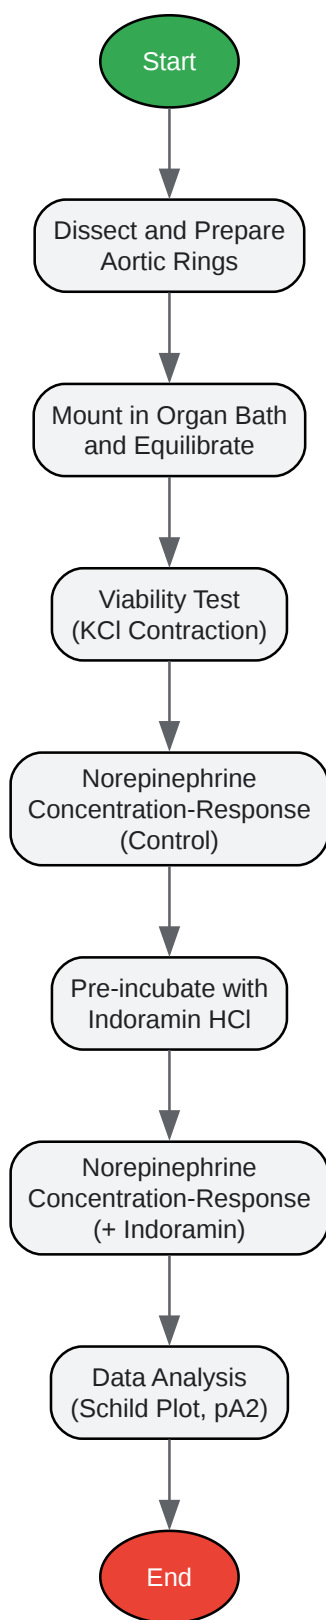 Start
Dissect and Prepare
Aortic Rings
Mount in Organ Bath
and Equilibrate
Viability Test
(KCl Contraction)
Norepinephrine
Concentration-Response
(Control)
Pre-incubate with
Indoramin HCl
Norepinephrine
Concentration-Response
(+ Indoramin)
Data Analysis
(Schild Plot, pA2)
End